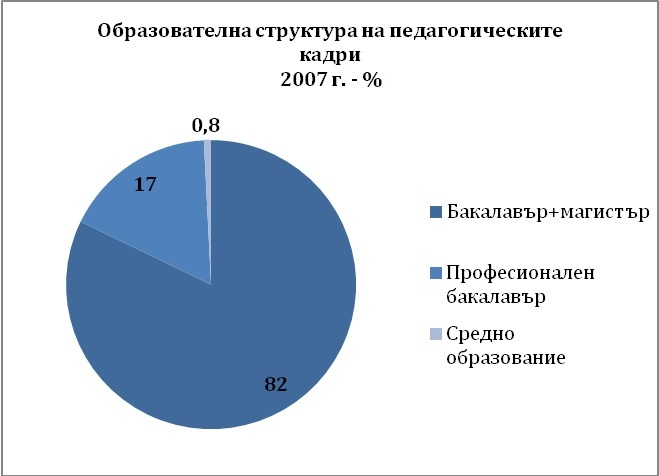 Образователна структура на педагогическите
кадри
2007 г. - %
0,8
17
82
Бакалавър+магистър
Професионален
бакалавър
Средно
образование